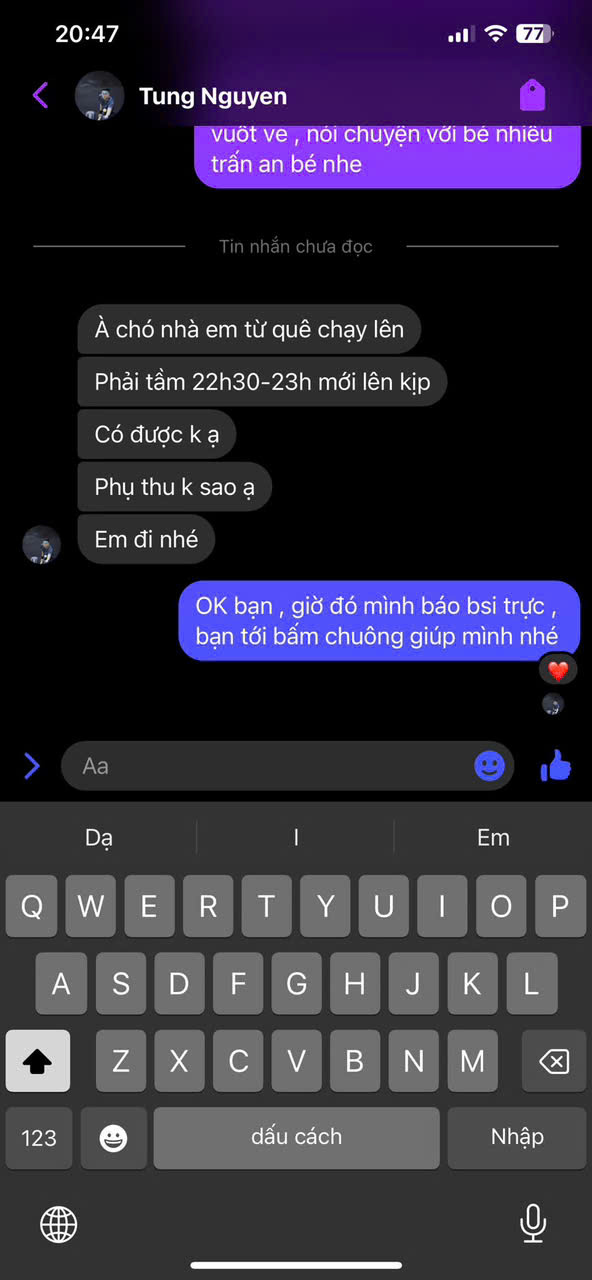 20:47
77
Tung Nguyen
vuốt ve , nói chuyện với bé nhiều
trấn an bé nhe
Tin nhắn chưa đọc
À chó nhà em từ quê chạy lên
Phải tầm 22h30-23h mới lên kịp
Có được k ạ
Phụ thu k sao ạ
Em đi nhé
OK bạn , giờ đó mình báo bsi trực ,
bạn tới bấm chuông giúp mình nhé
Aa
Dạ I Em
Q W E R T Y U I O P
A S D F G H J K L
Z X C V B N M
123 dấu cách Nhập